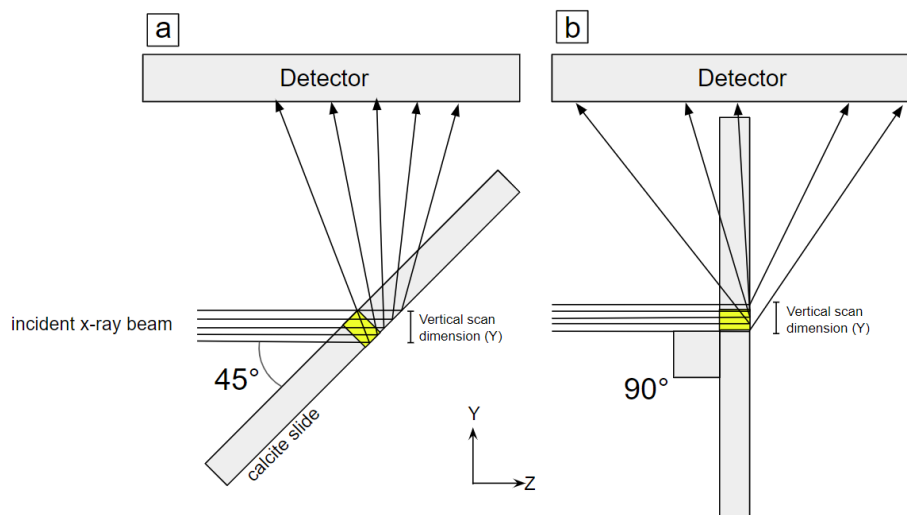 a
Detector
incident x-ray beam
45°
calcite slide
Vertical scan
dimension (Y)
Y
Z
b
Detector
90°
Vertical scan
dimension (Y)